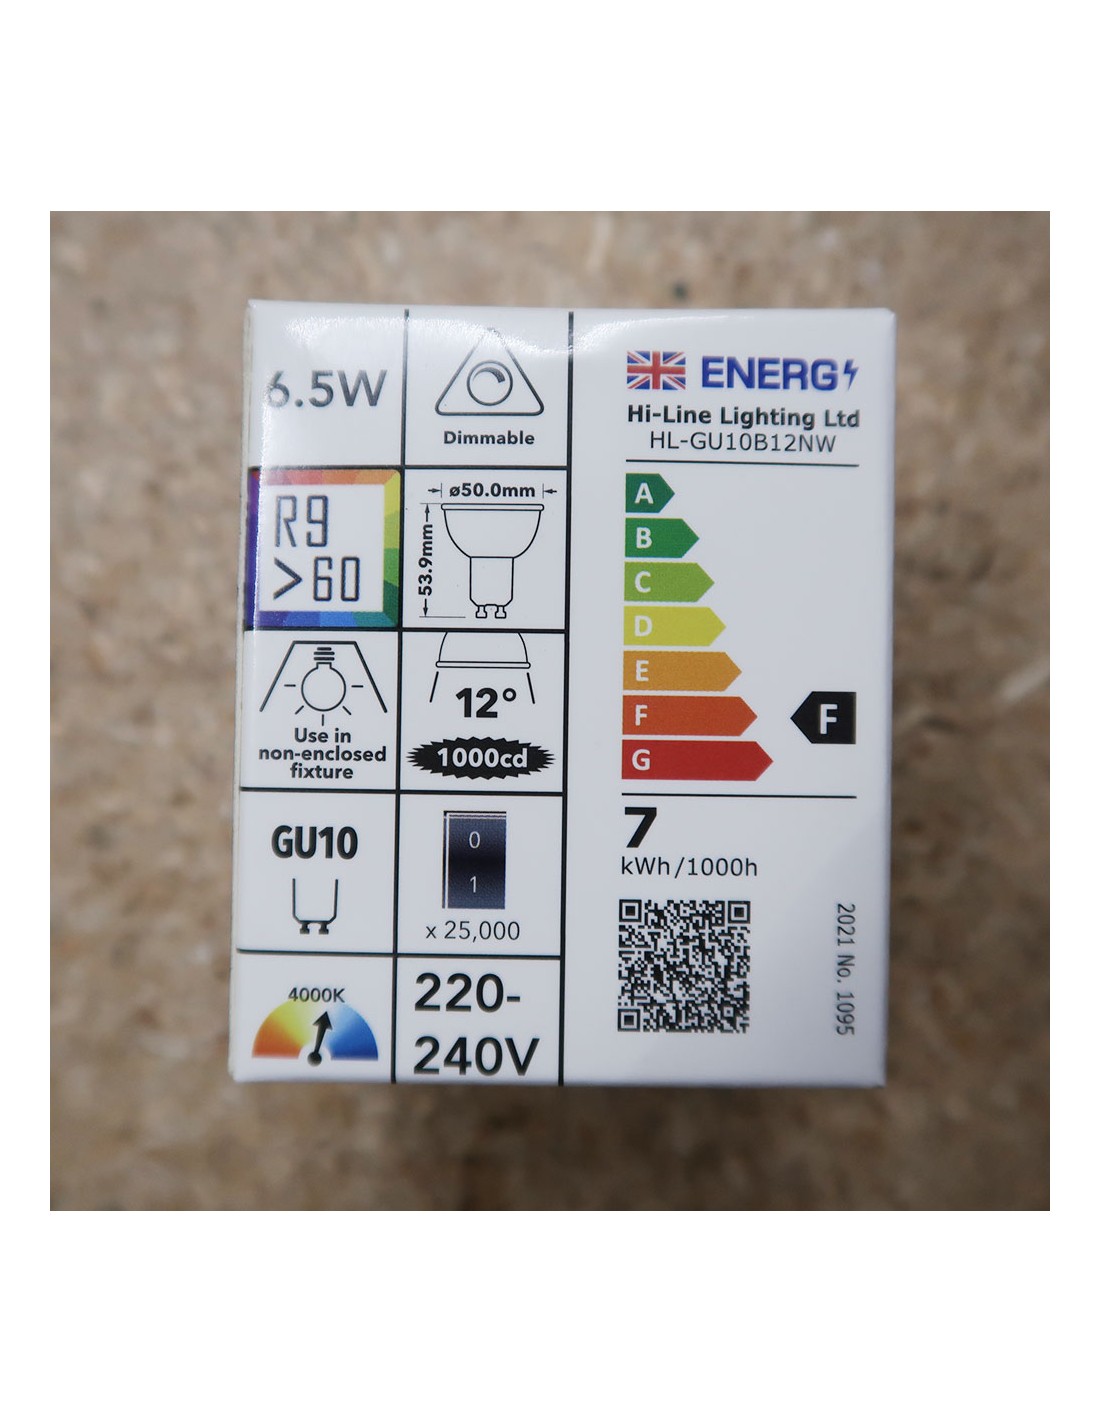 6.5W
Dimmable
R9
>60
ø50.0mm
53.9mm
Use in
non-enclosed
fixture
12°
1000cd
GU10
0
1
x 25,000
4000K
220-
240V
ENERG
Hi-Line Lighting Ltd
HL-GU10B12NW
A
B
C
D
E
F
G
F
7
kWh/1000h
2021 No. 1095